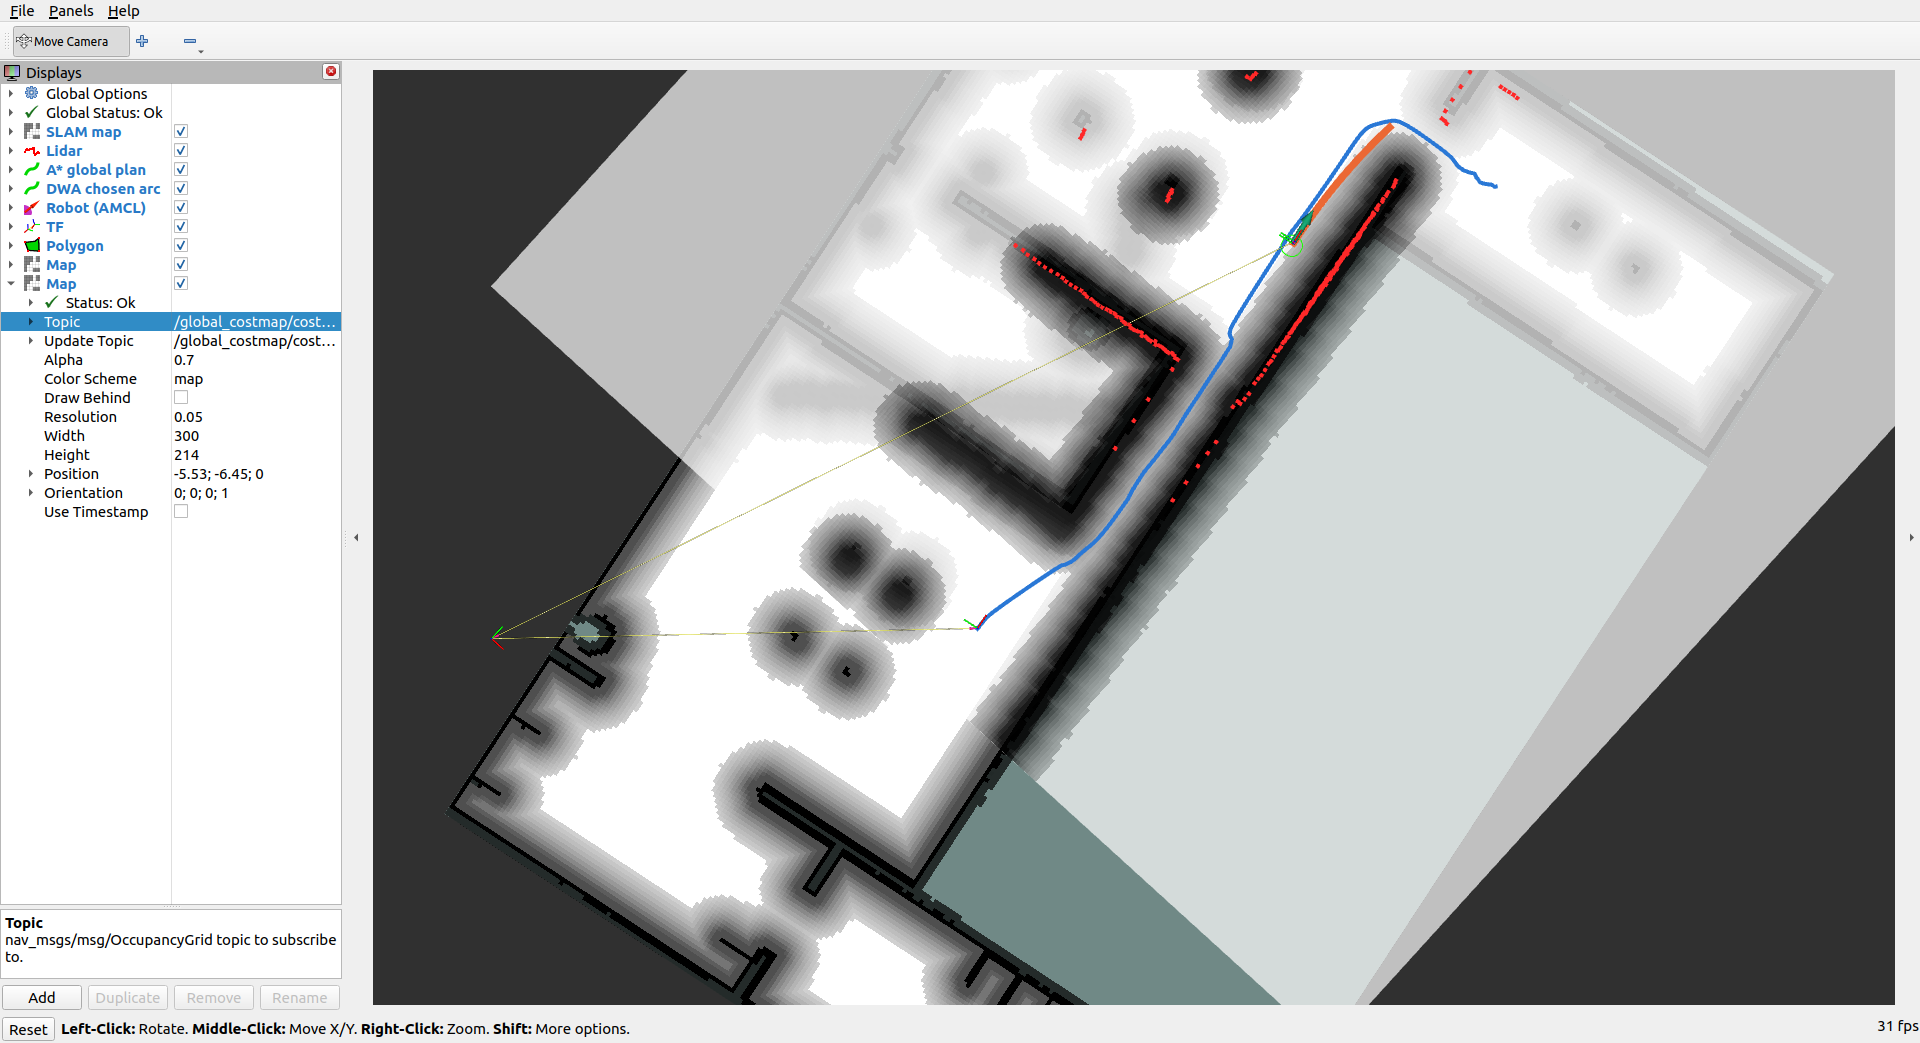 File Panels Help
Move Camera
Displays
Global Options
Global Status: Ok
SLAM map
Lidar
A* global plan
DWA chosen arc
Robot (AMCL)
TF
Polygon
Map
Map
Status: Ok
Topic /global_costmap/cost...
Update Topic /global_costmap/cost...
Alpha 0.7
Color Scheme map
Draw Behind
Resolution 0.05
Width 300
Height 214
Position -5.53; -6.45; 0
Orientation 0; 0; 0; 1
Use Timestamp
Topic
nav_msgs/msg/OccupancyGrid topic to subscribe
to.
Add Duplicate Remove Rename
Reset Left-Click: Rotate. Middle-Click: Move X/Y. Right-Click: Zoom. Shift: More options. 31 fps